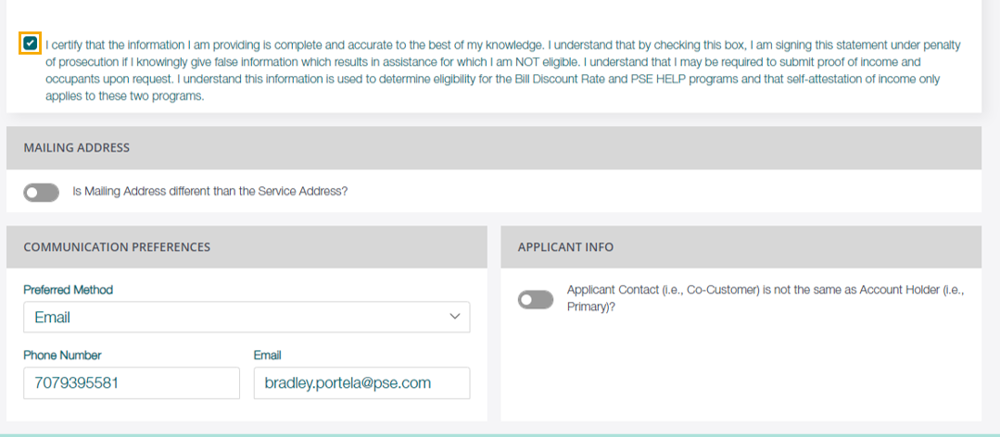 I certify that the information I am providing is complete and accurate to the best of my knowledge. I understand that by checking this box, I am signing this statement under penalty
of prosecution if I knowingly give false information which results in assistance for which I am NOT eligible. I understand that I may be required to submit proof of income and
occupants upon request. I understand this information is used to determine eligibility for the Bill Discount Rate and PSE HELP programs and that self-attestation of income only
applies to these two programs.
MAILING ADDRESS
Is Mailing Address different than the Service Address?
COMMUNICATION PREFERENCES
Preferred Method
Email
Phone Number
7079395581
Email
bradley.portela@pse.com
APPLICANT INFO
Applicant Contact (i.e., Co-Customer) is not the same as Account Holder (i.e.,
Primary)?